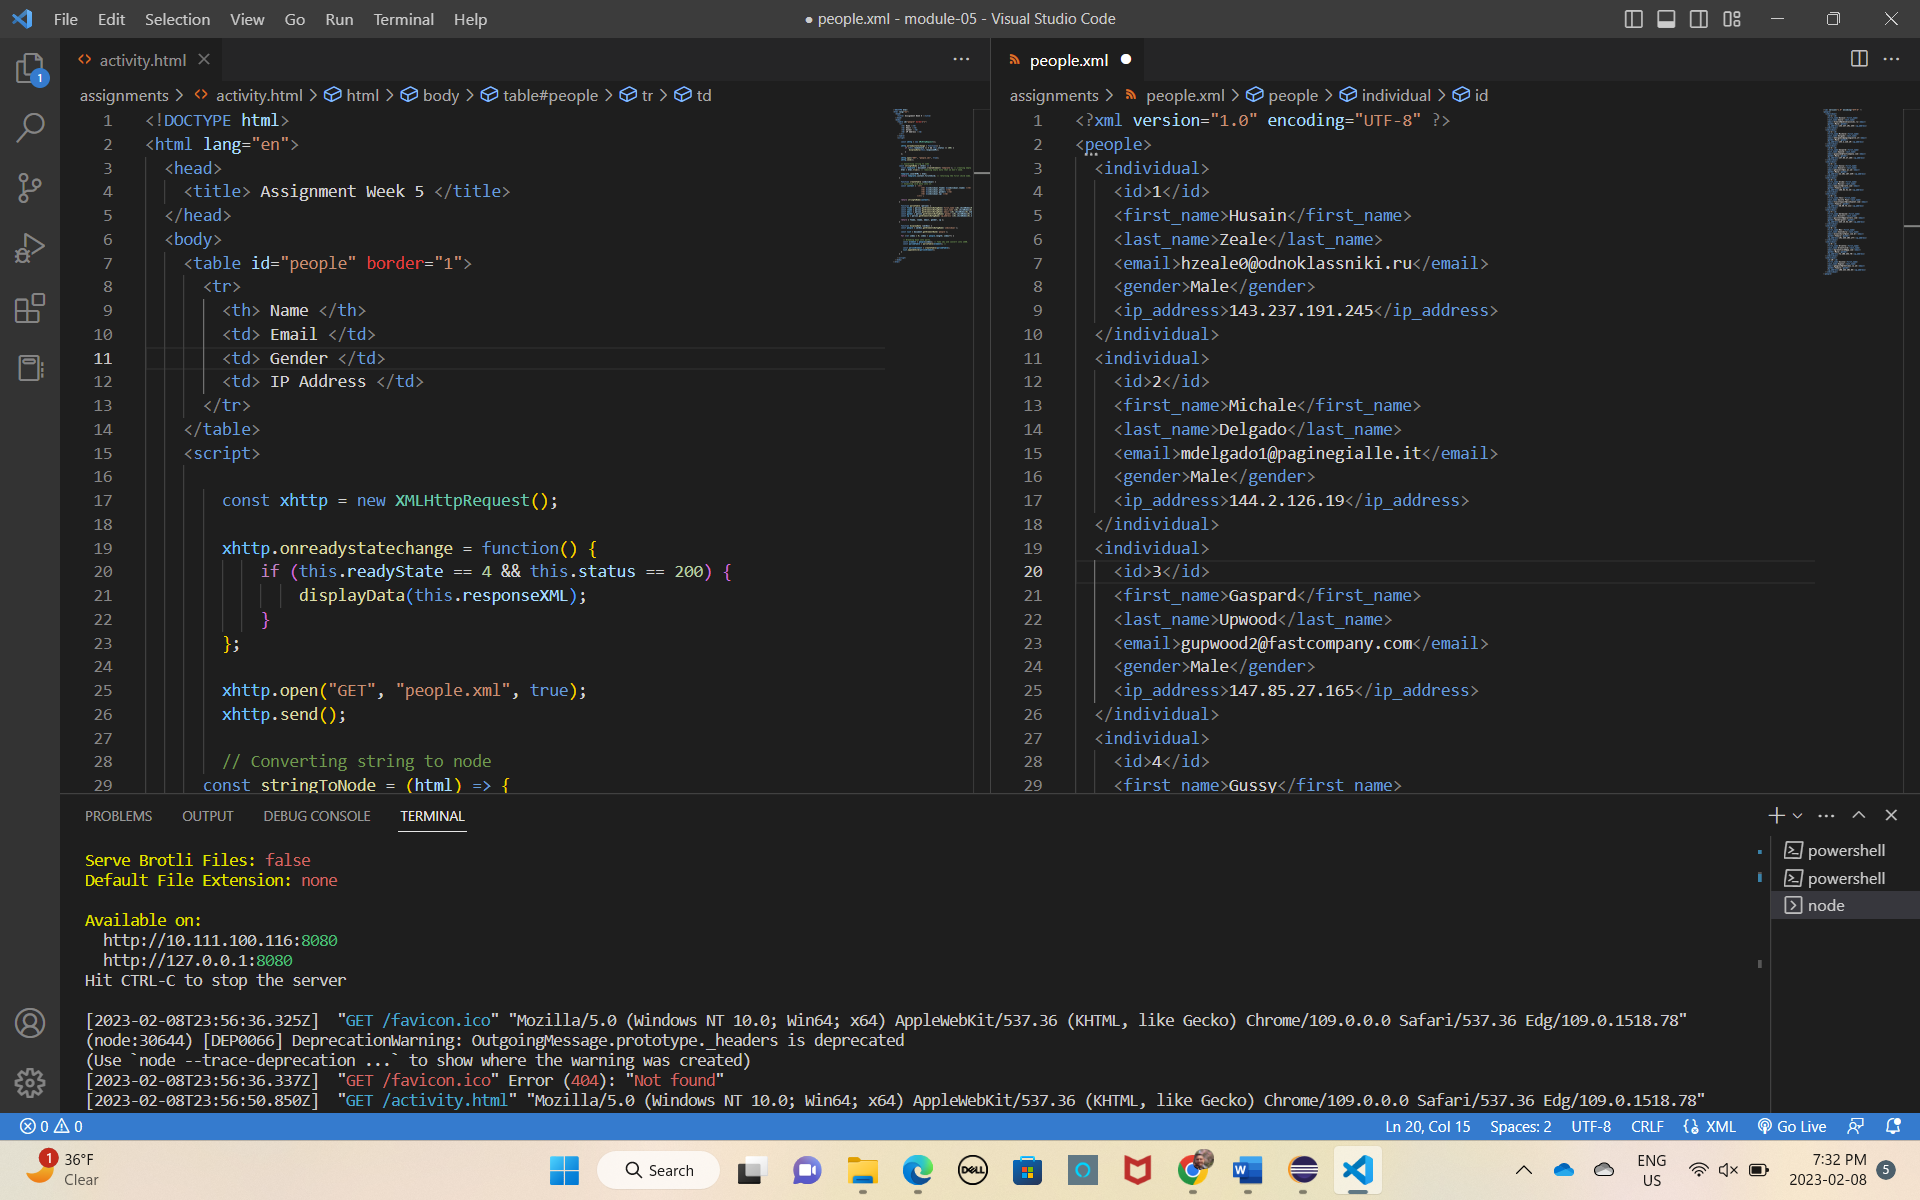 File Edit Selection View Go Run Terminal Help
● people.xml - module-05 - Visual Studio Code
activity.html
people.xml
assignments > activity.html > html > body > table#people > tr > td
1 <!DOCTYPE html>
2 <html lang="en">
3 <head>
4 <title> Assignment Week 5 </title>
5 </head>
6 <body>
7 <table id="people" border="1">
8 <tr>
9 <th> Name </th>
10 <td> Email </td>
11 <td> Gender </td>
12 <td> IP Address </td>
13 </tr>
14 </table>
15 <script>
16
17 const xhttp = new XMLHttpRequest();
18
19 xhttp.onreadystatechange = function() {
20 if (this.readyState == 4 && this.status == 200) {
21 displayData(this.responseXML);
22 }
23 };
24
25 xhttp.open("GET", "people.xml", true);
26 xhttp.send();
27
28 // Converting string to node
29 const stringToNode = (html) => {
assignments > people.xml > people > individual > id
1 <?xml version="1.0" encoding="UTF-8" ?>
2 <people>
3 <individual>
4 <id>1</id>
5 <first_name>Husain</first_name>
6 <last_name>Zeale</last_name>
7 <email>hzeale0@odnoklassniki.ru</email>
8 <gender>Male</gender>
9 <ip_address>143.237.191.245</ip_address>
10 </individual>
11 <individual>
12 <id>2</id>
13 <first_name>Michale</first_name>
14 <last_name>Delgado</last_name>
15 <email>mdelgado1@paginegialle.it</email>
16 <gender>Male</gender>
17 <ip_address>144.2.126.19</ip_address>
18 </individual>
19 <individual>
20 <id>3</id>
21 <first_name>Gaspard</first_name>
22 <last_name>Upwood</last_name>
23 <email>gupwood2@fastcompany.com</email>
24 <gender>Male</gender>
25 <ip_address>147.85.27.165</ip_address>
26 </individual>
27 <individual>
28 <id>4</id>
29 <first_name>Gussy</first_name>
PROBLEMS OUTPUT DEBUG CONSOLE TERMINAL
Serve Brotli Files: false
Default File Extension: none
Available on:
http://10.111.100.116:8080
http://127.0.0.1:8080
Hit CTRL-C to stop the server
[2023-02-08T23:56:36.325Z] "GET /favicon.ico" "Mozilla/5.0 (Windows NT 10.0; Win64; x64) AppleWebKit/537.36 (KHTML, like Gecko) Chrome/109.0.0.0 Safari/537.36 Edg/109.0.1518.78"
(node:30644) [DEP0066] DeprecationWarning: OutgoingMessage.prototype._headers is deprecated
(Use `node --trace-deprecation ...` to show where the warning was created)
[2023-02-08T23:56:36.337Z] "GET /favicon.ico" Error (404): "Not found"
[2023-02-08T23:56:50.850Z] "GET /activity.html" "Mozilla/5.0 (Windows NT 10.0; Win64; x64) AppleWebKit/537.36 (KHTML, like Gecko) Chrome/109.0.0.0 Safari/537.36 Edg/109.0.1518.78"
powershell
powershell
node
1
0 0
Ln 20, Col 15 Spaces: 2 UTF-8 CRLF XML Go Live
1
36°F
Clear
Search
DELL
W
ENG
US
7:32 PM
2023-02-08
5